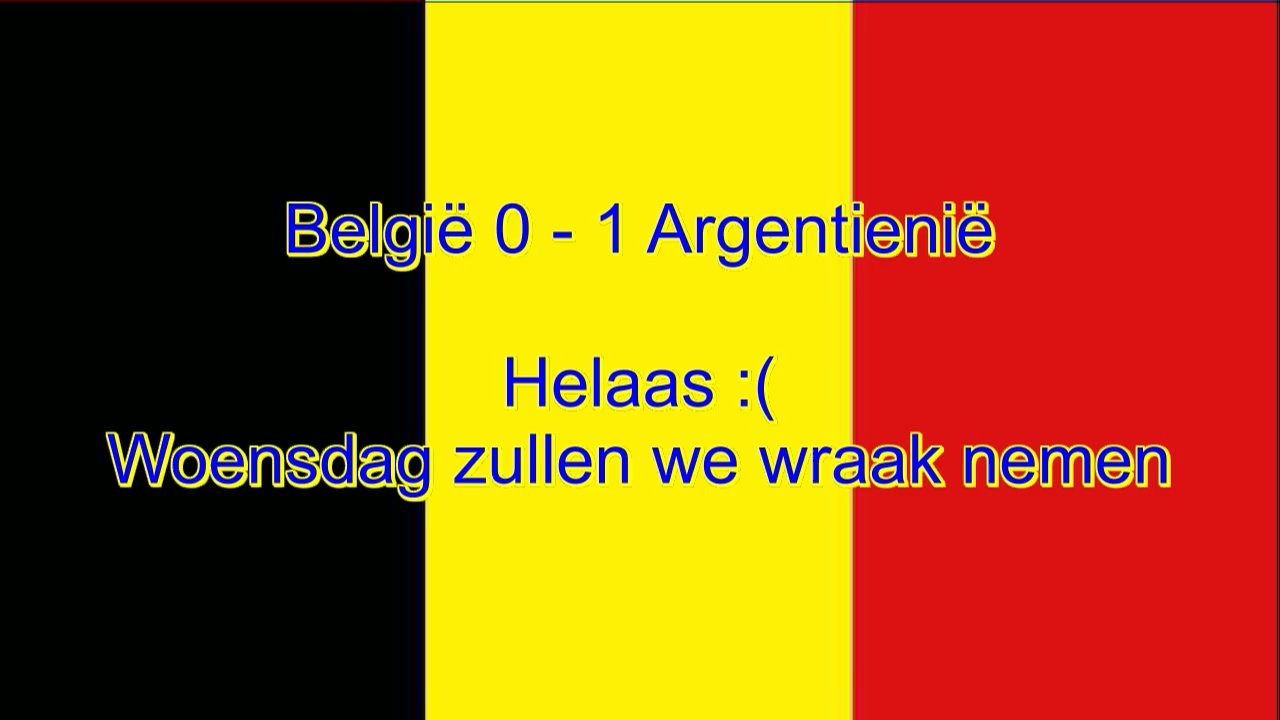 België 0 - 1 Argentienië
Helaas :(
Woensdag zullen we wraak nemen